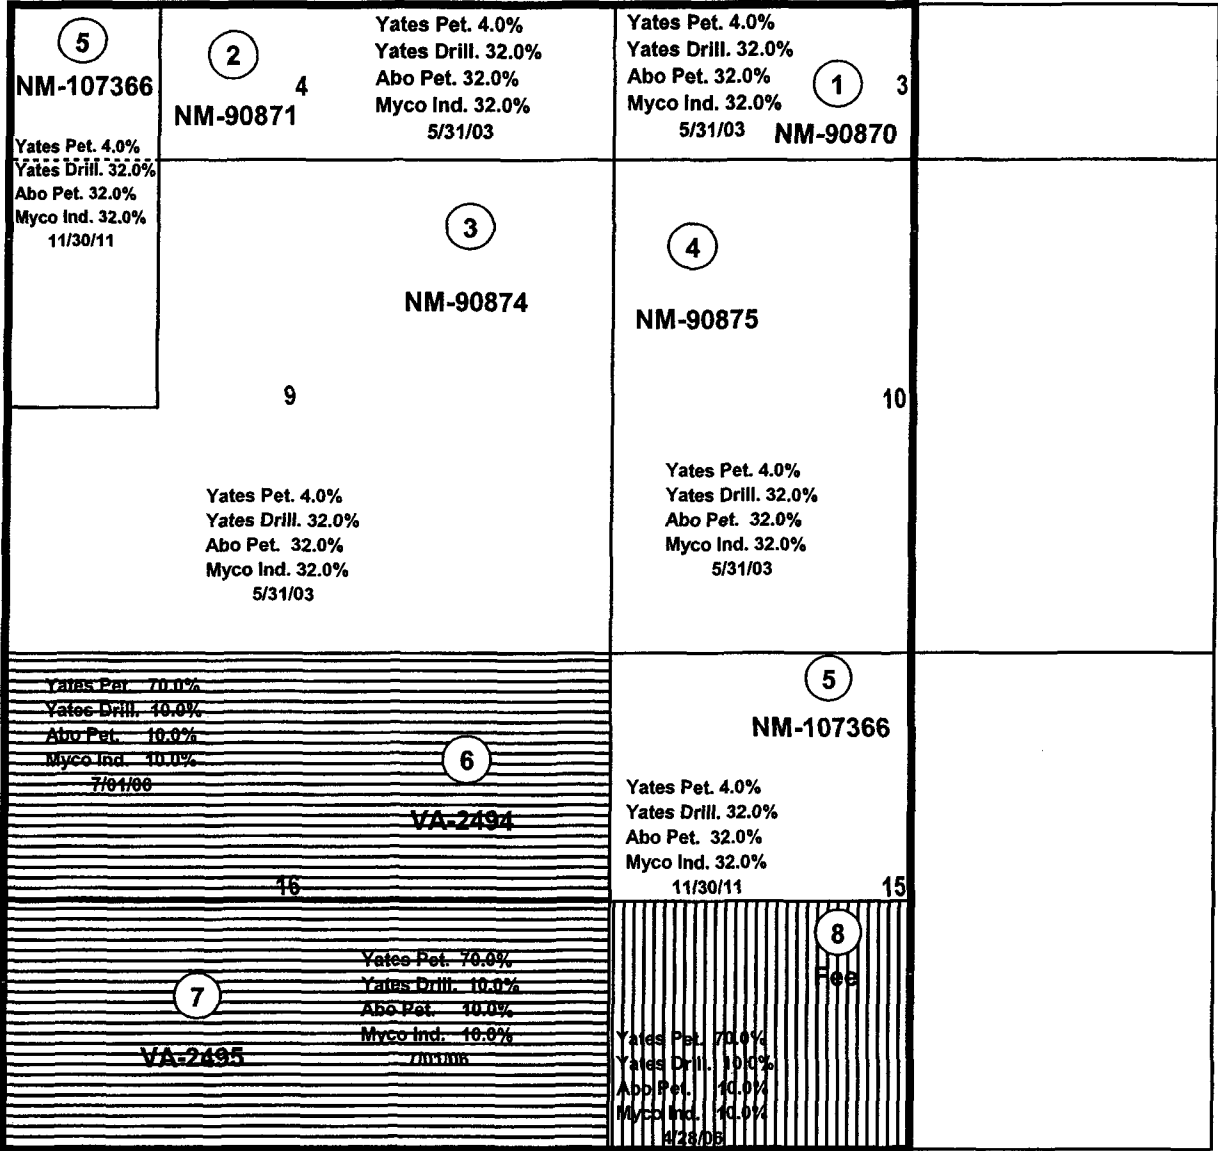 5
NM-107366
Yates Pet. 4.0%
Yates Drill. 32.0%
Abo Pet. 32.0%
Myco Ind. 32.0%
11/30/11
2
4
NM-90871
Yates Pet. 4.0%
Yates Drill. 32.0%
Abo Pet. 32.0%
Myco Ind. 32.0%
5/31/03
Yates Pet. 4.0%
Yates Drill. 32.0%
Abo Pet. 32.0%
Myco Ind. 32.0%
5/31/03
1
3
NM-90870
3
NM-90874
9
Yates Pet. 4.0%
Yates Drill. 32.0%
Abo Pet. 32.0%
Myco Ind. 32.0%
5/31/03
4
NM-90875
10
Yates Pet. 4.0%
Yates Drill. 32.0%
Abo Pet. 32.0%
Myco Ind. 32.0%
5/31/03
Yates Pet. 70.0%
Yates Drill. 10.0%
Abo Pet. 10.0%
Myco Ind. 10.0%
6
VA-2494
16
5
NM-107366
Yates Pet. 4.0%
Yates Drill. 32.0%
Abo Pet. 32.0%
Myco Ind. 32.0%
11/30/11
15
7
VA-2495
Yates Pet. 70.0%
Yates Drill. 10.0%
Abo Pet. 10.0%
Myco Ind. 10.0%
7/01/06
8
Fee
Yates Pet. 70.0%
Yates Drill. 10.0%
Abo Pet. 10.0%
Myco Ind. 10.0%
4/28/06